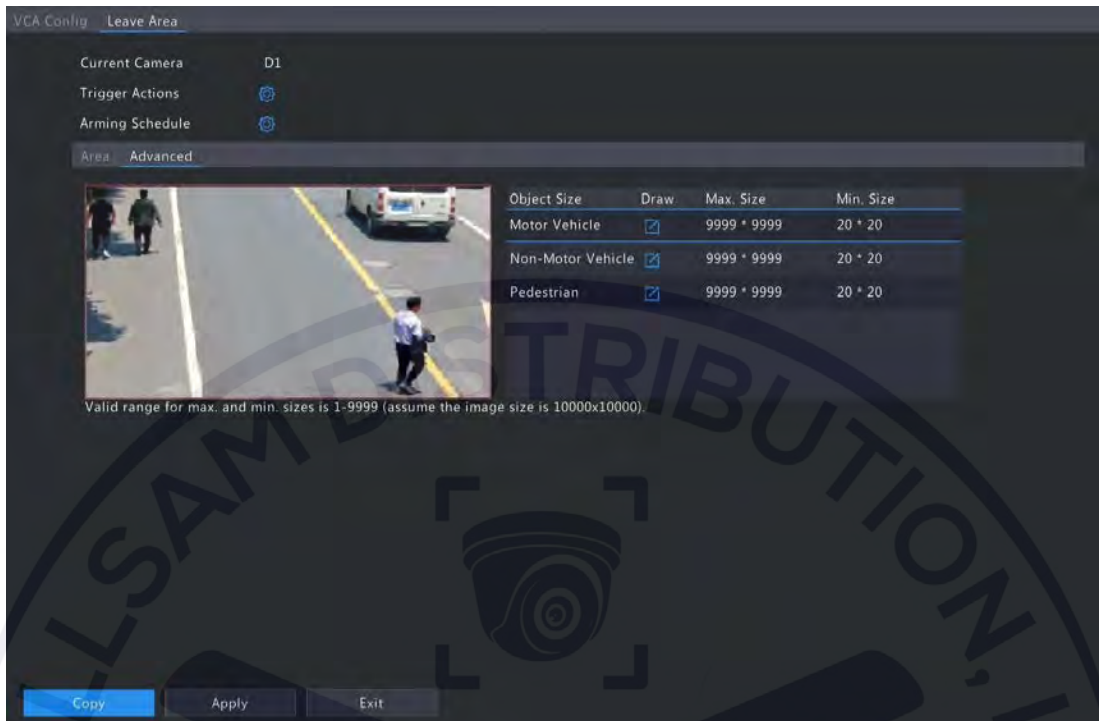 VCA Config Leave Area
Current Camera D1
Trigger Actions
Arming Schedule
Area Advanced
Object Size Draw Max. Size Min. Size
Motor Vehicle 9999 * 9999 20 * 20
Non-Motor Vehicle 9999 * 9999 20 * 20
Pedestrian 9999 * 9999 20 * 20
Valid range for max. and min. sizes is 1-9999 (assume the image size is 10000x10000).
Copy Apply Exit
DISTRIBUTION,